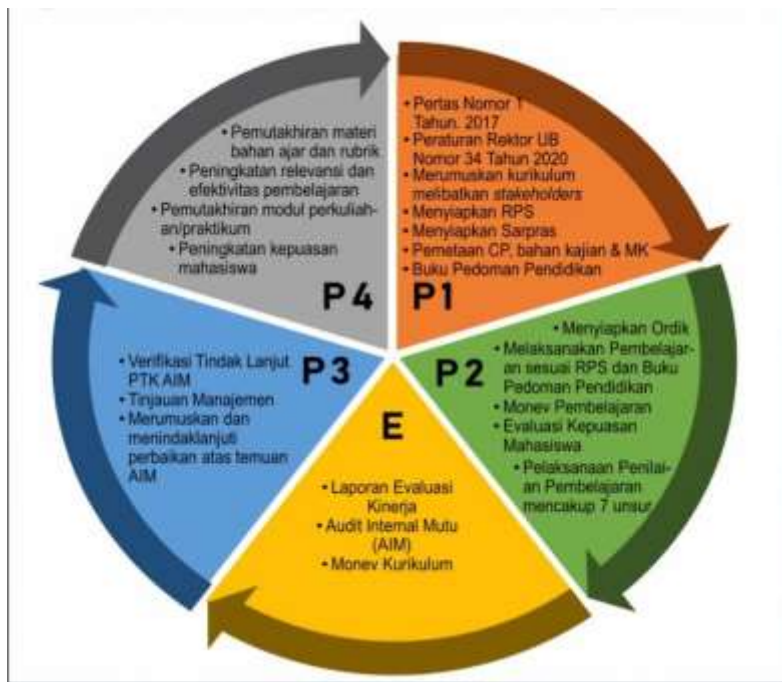 • Pertas Nomor 1
Tahun. 2017
• Peraturan Rektor UB
Nomor 34 Tahun 2020
• Merumuskan kurikulum
melibatkan stakeholders
• Menyiapkan RPS
• Menyiapkan Sarpras
• Pemetaan CP, bahan kajian & MK
• Buku Pedoman Pendidikan
P1
• Menyiapkan Ordik
• Melaksanakan Pembelajar-
an sesuai RPS dan Buku
Pedoman Pendidikan
• Monev Pembelajaran
• Evaluasi Kepuasan
Mahasiswa
• Pelaksanaan Penilai-
an Pembelajaran
mencakup 7 unsur
P2
E
• Laporan Evaluasi
Kinerja
• Audit Internal Mutu
(AIM)
• Monev Kurikulum
P3
• Verifikasi Tindak Lanjut
PTK AIM
• Tinjauan Manajemen
• Merumuskan dan
menindaklanjuti
perbaikan atas temuan
AIM
• Pemutakhiran materi
bahan ajar dan rubrik
• Peningkatan relevansi dan
efektivitas pembelajaran
• Pemutakhiran modul perkuliah-
an/praktikum
• Peningkatan kepuasan
mahasiswa
P4